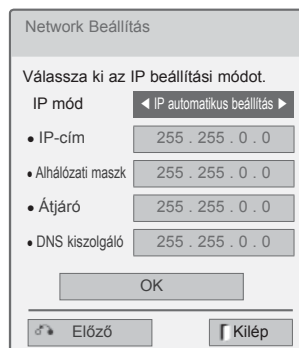 Network Beállítás
Válassza ki az IP beállítási módot.
IP mód ◀ IP automatikus beállítás ▶
• IP-cím 255 . 255 . 0 . 0
• Alhálózati maszk 255 . 255 . 0 . 0
• Átjáró 255 . 255 . 0 . 0
• DNS kiszolgáló 255 . 255 . 0 . 0
OK
Előző Kilép